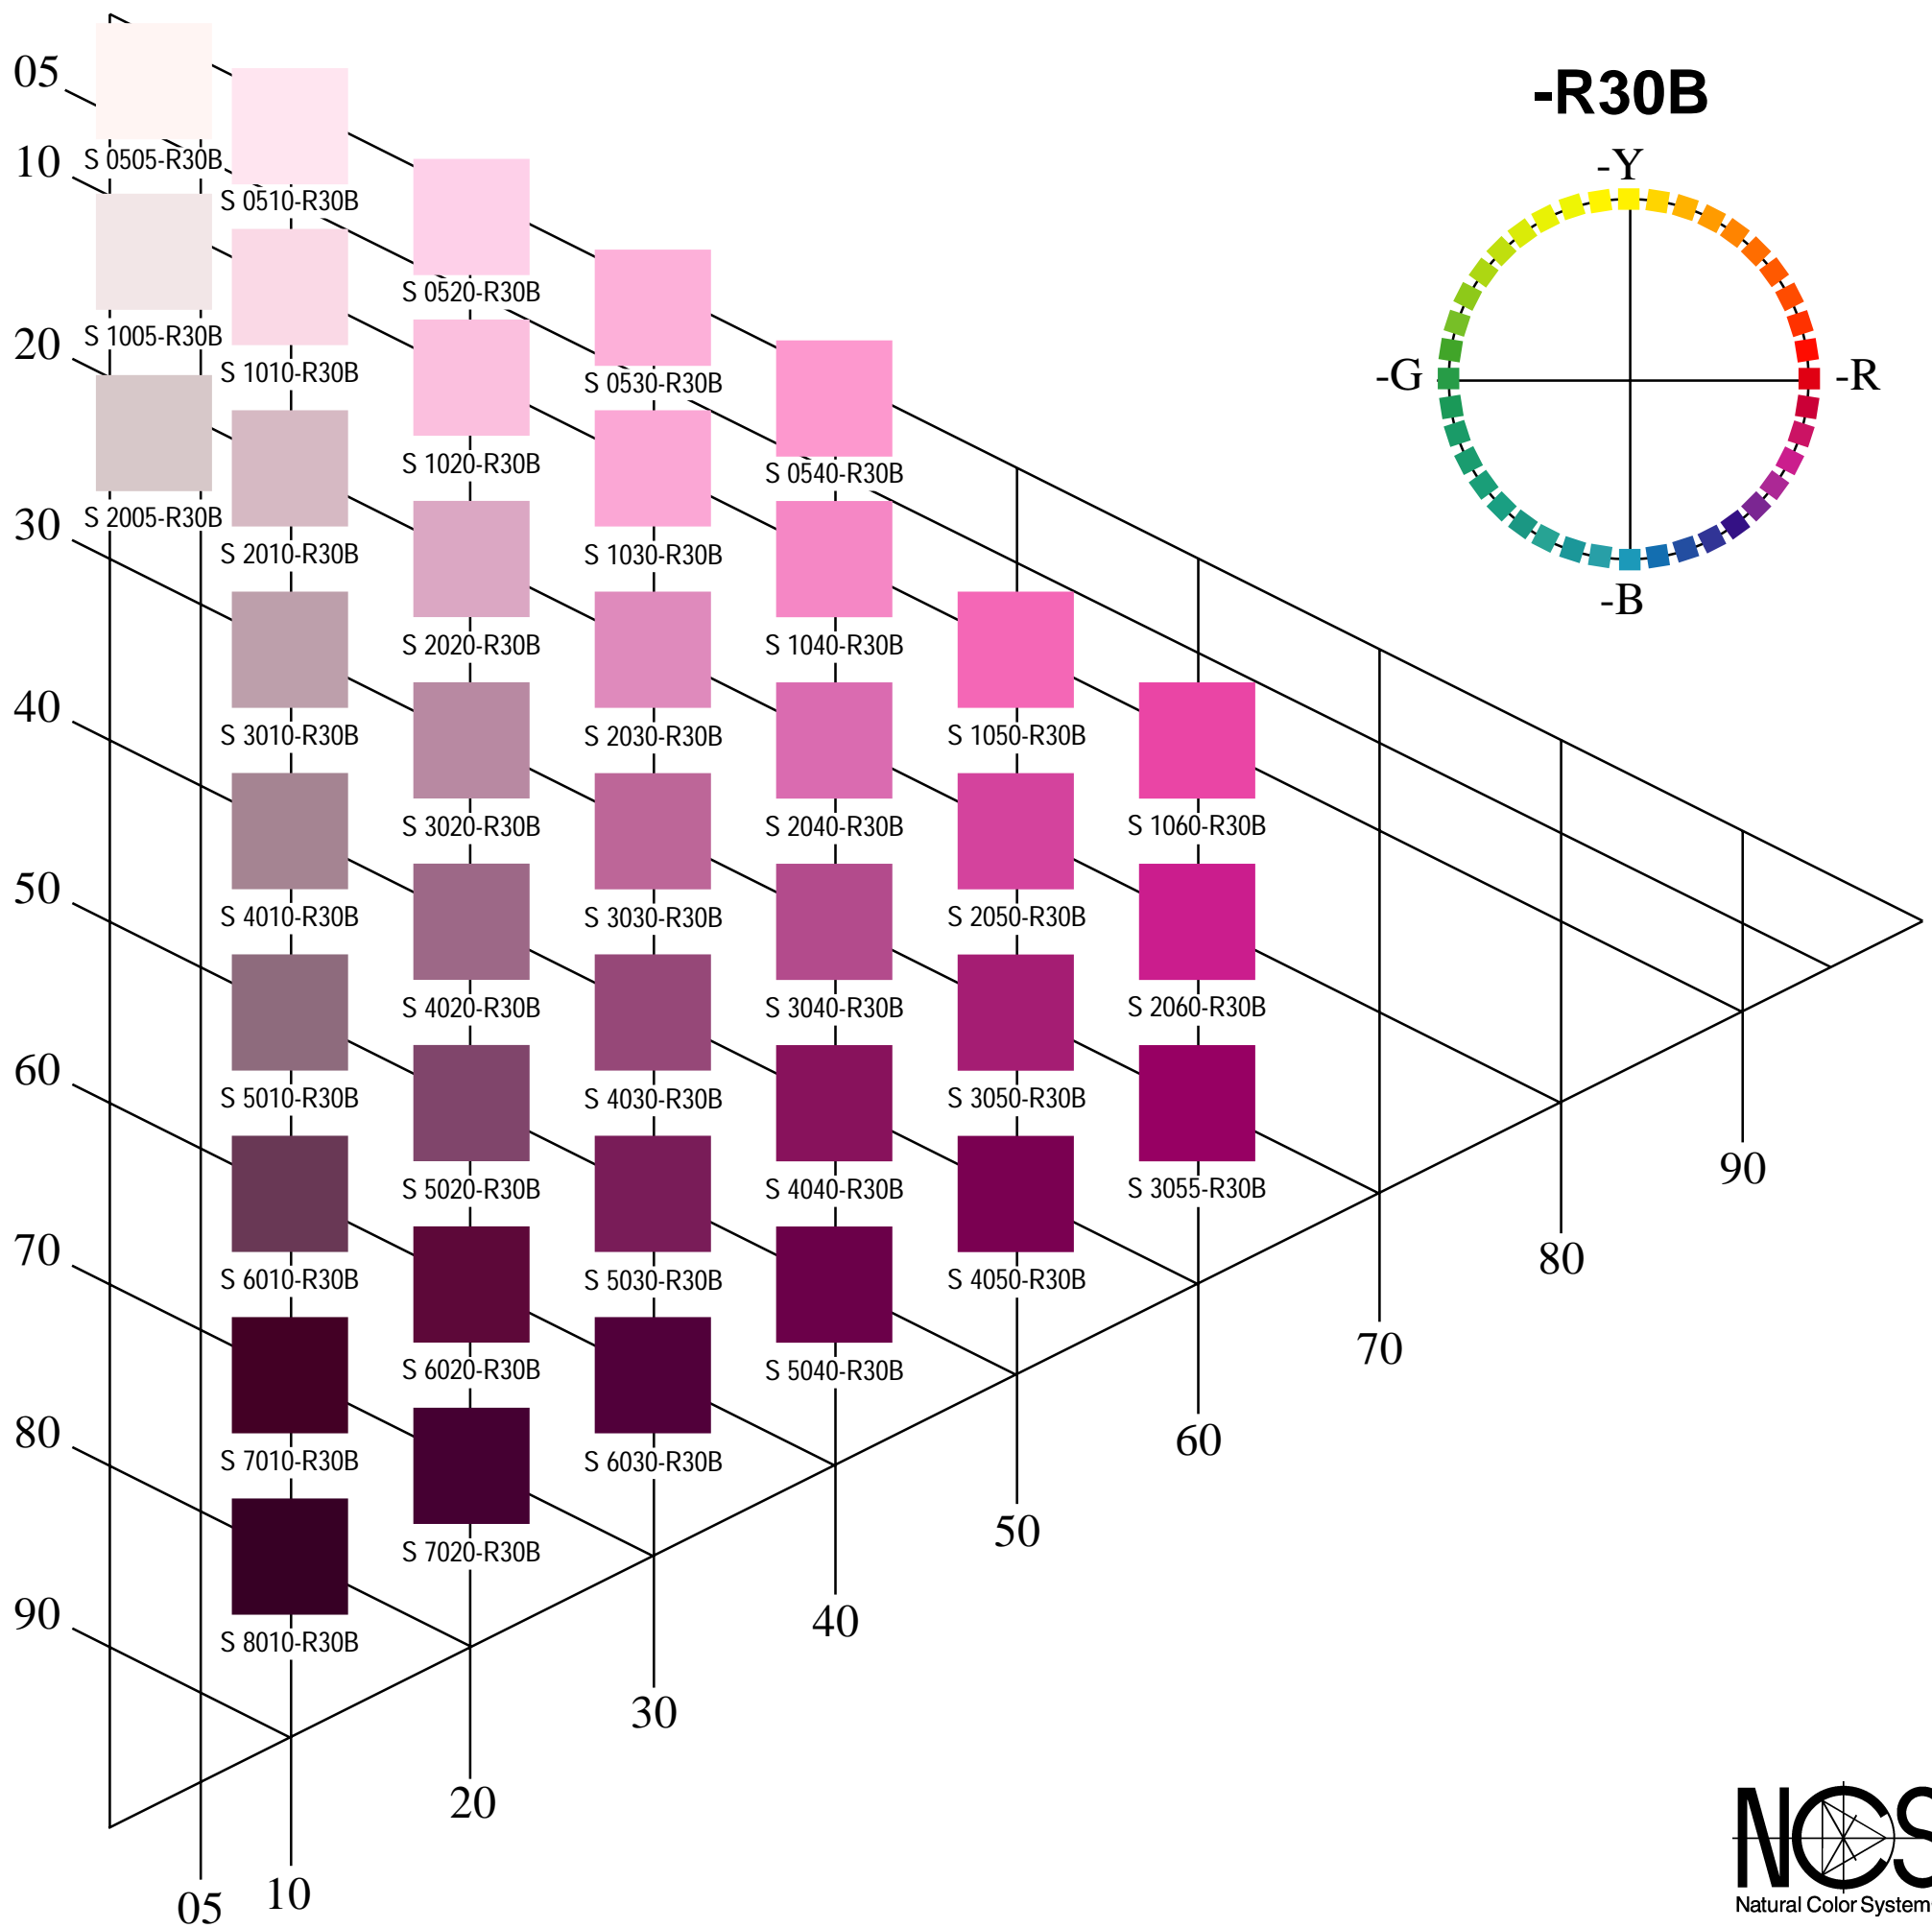 -R30B
-Y
-G
-R
-B
05
10
20
30
40
50
60
70
80
90
S 0505-R30B
S 0510-R30B
S 0520-R30B
S 1005-R30B
S 1010-R30B
S 0530-R30B
S 1020-R30B
S 0540-R30B
S 2005-R30B
S 2010-R30B
S 1030-R30B
S 2020-R30B
S 1040-R30B
S 3010-R30B
S 2030-R30B
S 1050-R30B
S 3020-R30B
S 2040-R30B
S 1060-R30B
S 4010-R30B
S 3030-R30B
S 2050-R30B
S 4020-R30B
S 3040-R30B
S 2060-R30B
S 5010-R30B
S 4030-R30B
S 3050-R30B
S 5020-R30B
S 4040-R30B
S 3055-R30B
S 6010-R30B
S 5030-R30B
S 4050-R30B
S 6020-R30B
S 5040-R30B
S 7010-R30B
S 6030-R30B
S 7020-R30B
S 8010-R30B
05
10
20
30
40
50
60
70
80
90
NCS
Natural Color System